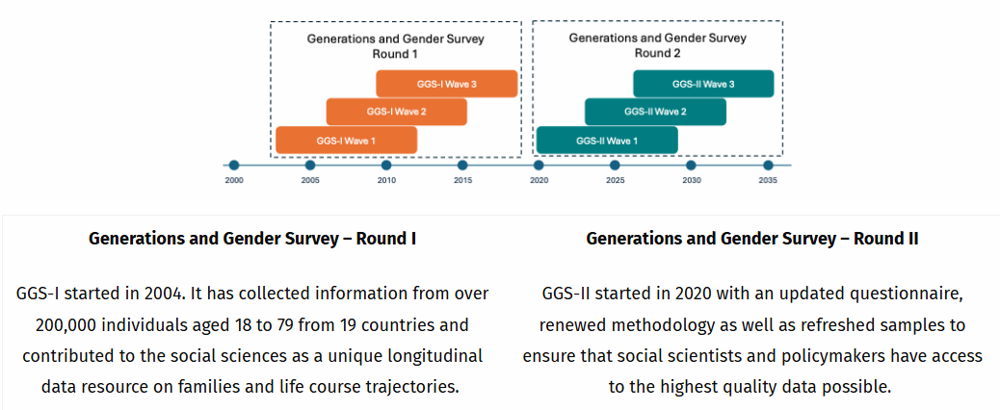 Generations and Gender Survey
Round 1
Generations and Gender Survey
Round 2
GGS-I Wave 3
GGS-II Wave 3
GGS-I Wave 2
GGS-II Wave 2
GGS-I Wave 1
GGS-II Wave 1
2000
2005
2010
2015
2020
2025
2030
2035
Generations and Gender Survey – Round I
GGS-I started in 2004. It has collected information from over
200,000 individuals aged 18 to 79 from 19 countries and
contributed to the social sciences as a unique longitudinal
data resource on families and life course trajectories.
Generations and Gender Survey – Round II
GGS-II started in 2020 with an updated questionnaire,
renewed methodology as well as refreshed samples to
ensure that social scientists and policymakers have access
to the highest quality data possible.